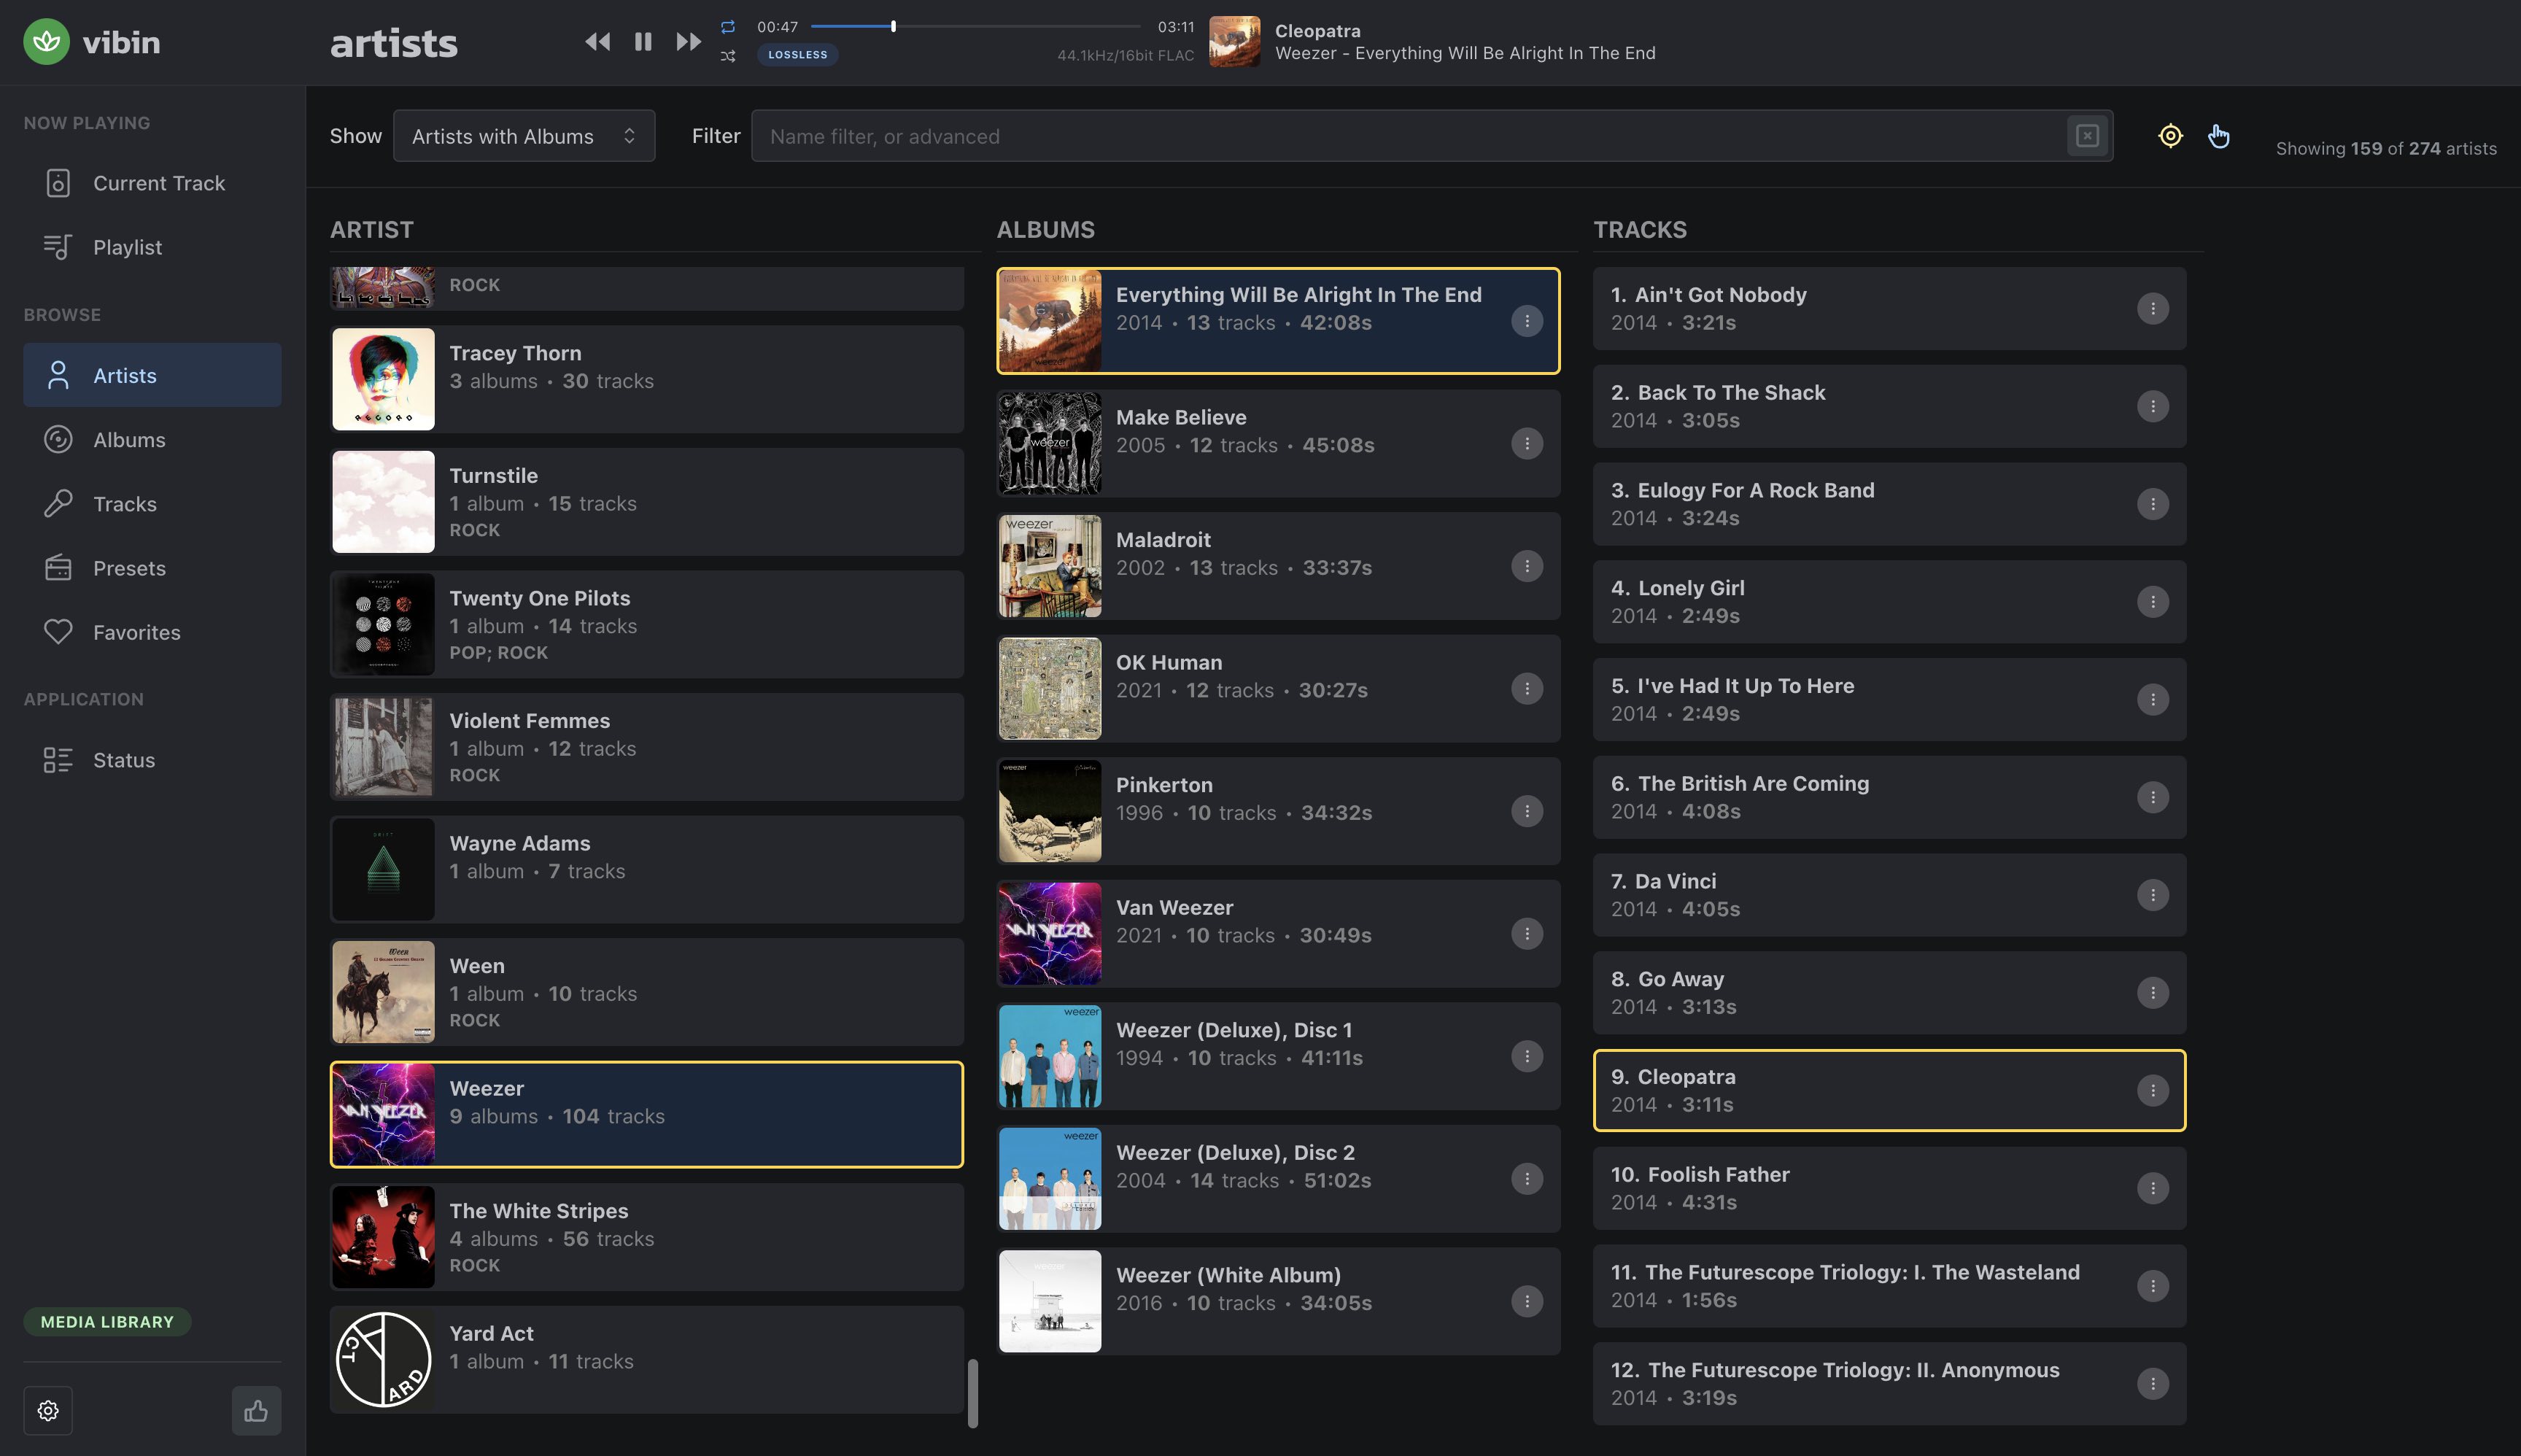 vibin
artists
00:47
03:11
LOSSLESS
44.1kHz/16bit FLAC
Cleopatra
Weezer - Everything Will Be Alright In The End
NOW PLAYING
Current Track
Playlist
BROWSE
Artists
Albums
Tracks
Presets
Favorites
APPLICATION
Status
MEDIA LIBRARY
Show
Artists with Albums
Filter
Name filter, or advanced
Showing 159 of 274 artists
ARTIST
ROCK
Tracey Thorn
3 albums • 30 tracks
RECORD
Turnstile
1 album • 15 tracks
ROCK
Twenty One Pilots
1 album • 14 tracks
POP; ROCK
Violent Femmes
1 album • 12 tracks
ROCK
Wayne Adams
1 album • 7 tracks
Ween
1 album • 10 tracks
ROCK
Weezer
9 albums • 104 tracks
VAN WEEZER
The White Stripes
4 albums • 56 tracks
ROCK
Yard Act
1 album • 11 tracks
ALBUMS
Everything Will Be Alright In The End
2014 • 13 tracks • 42:08s
Make Believe
2005 • 12 tracks • 45:08s
weezer
Maladroit
2002 • 13 tracks • 33:37s
weezer
OK Human
2021 • 12 tracks • 30:27s
Pinkerton
1996 • 10 tracks • 34:32s
weezer
Van Weezer
2021 • 10 tracks • 30:49s
VAN WEEZER
Weezer (Deluxe), Disc 1
1994 • 10 tracks • 41:11s
weezer
Weezer (Deluxe), Disc 2
2004 • 14 tracks • 51:02s
weezer
Weezer (White Album)
2016 • 10 tracks • 34:05s
weezer
TRACKS
1. Ain't Got Nobody
2014 • 3:21s
2. Back To The Shack
2014 • 3:05s
3. Eulogy For A Rock Band
2014 • 3:24s
4. Lonely Girl
2014 • 2:49s
5. I've Had It Up To Here
2014 • 2:49s
6. The British Are Coming
2014 • 4:08s
7. Da Vinci
2014 • 4:05s
8. Go Away
2014 • 3:13s
9. Cleopatra
2014 • 3:11s
10. Foolish Father
2014 • 4:31s
11. The Futurescope Triology: I. The Wasteland
2014 • 1:56s
12. The Futurescope Triology: II. Anonymous
2014 • 3:19s